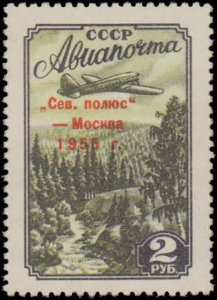 СССР
Авиапочта
„Сев. полюс“
— Москва
1955 г.
2
РУБ.